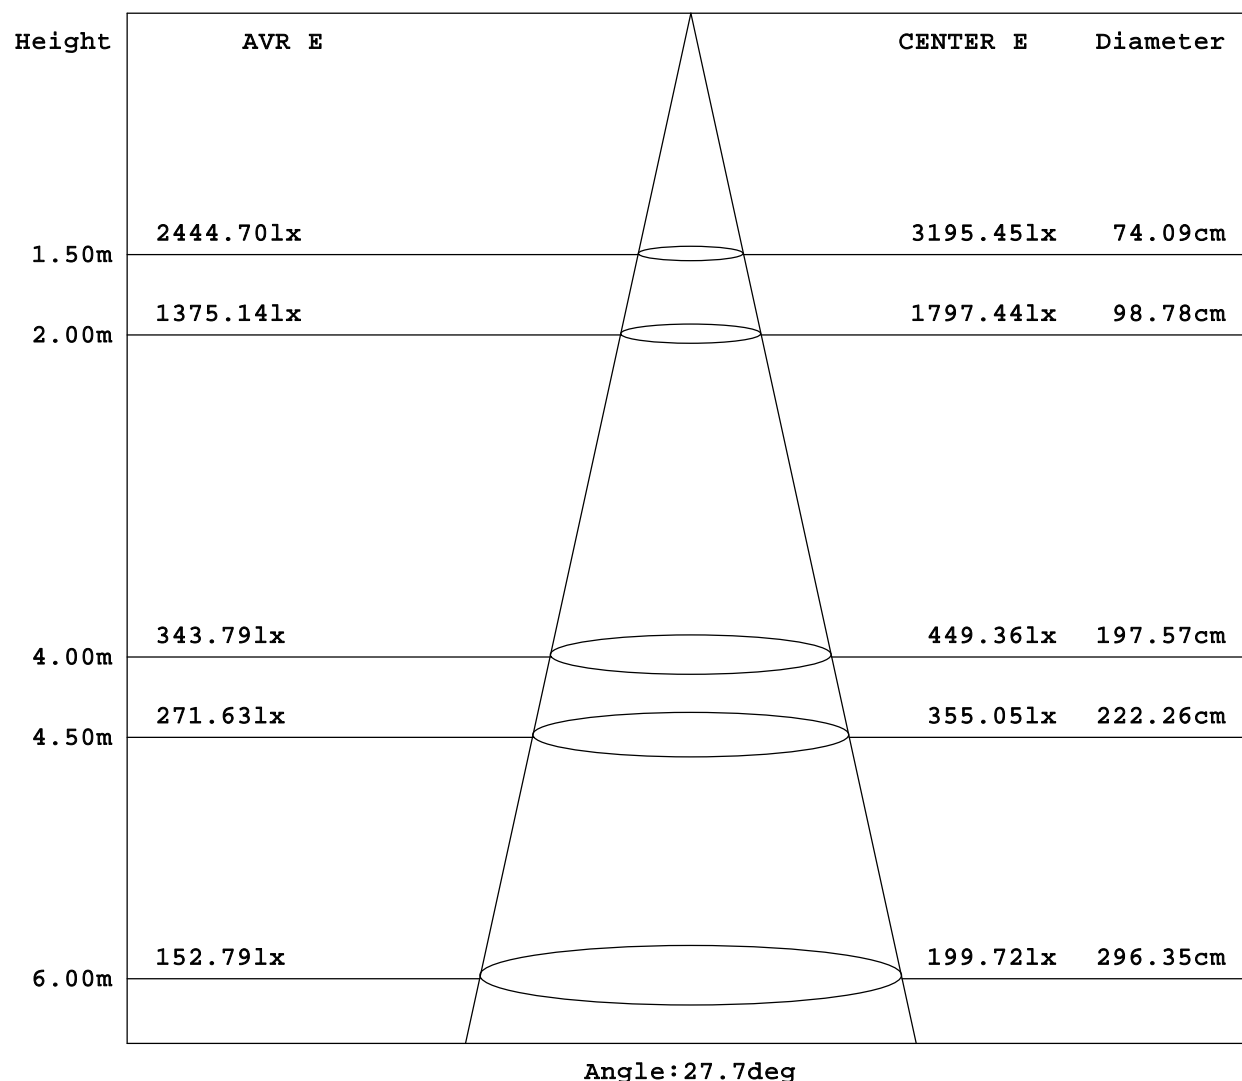 Height AVR E CENTER E Diameter
2444.70lx 3195.45lx 74.09cm
1.50m
1375.14lx 1797.44lx 98.78cm
2.00m
343.79lx 449.36lx 197.57cm
4.00m
271.63lx 355.05lx 222.26cm
4.50m
152.79lx 199.72lx 296.35cm
6.00m
Angle:27.7deg